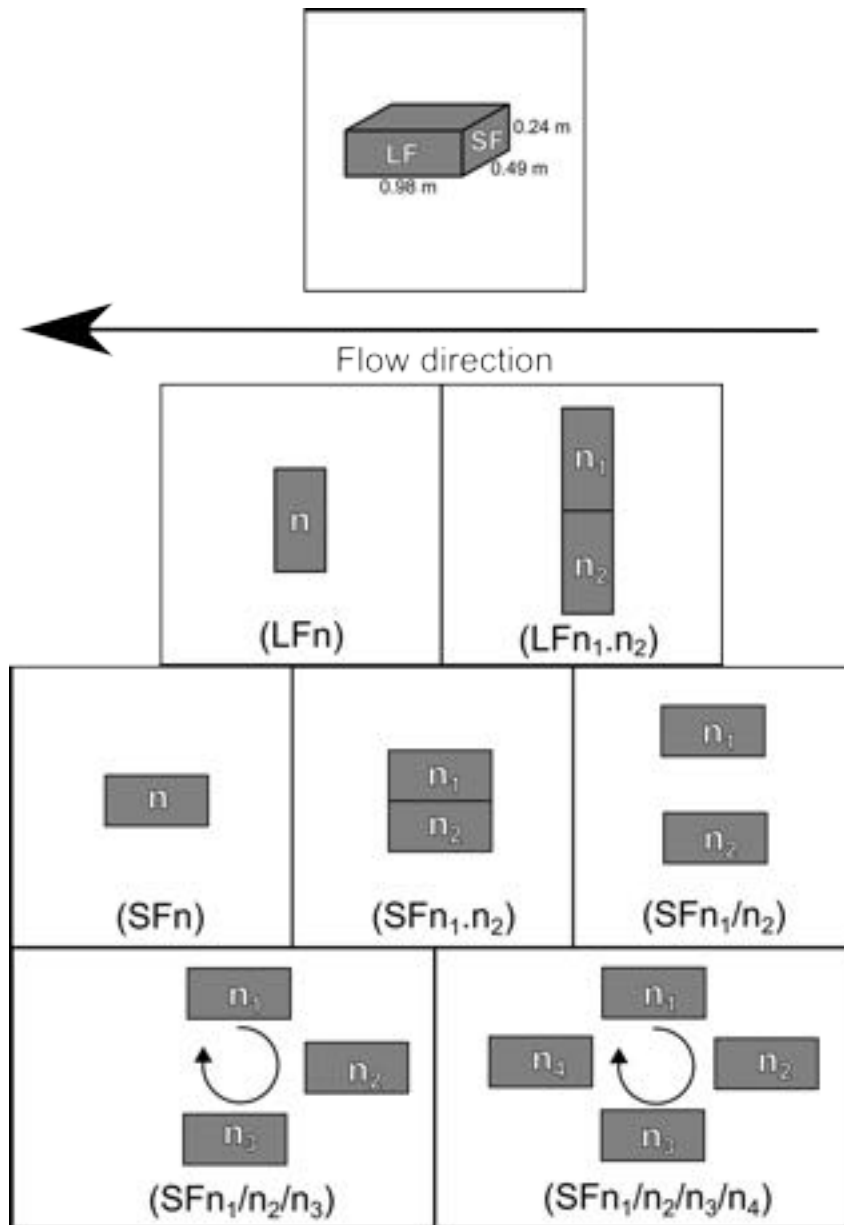 LF
SF
0.24 m
0.49 m
0.98 m
Flow direction
n
(LFn)
n₁
n₂
(LFn₁.n₂)
n
(SFn)
n₁
n₂
(SFn₁.n₂)
n₁
n₂
(SFn₁/n₂)
n₁
n₂
n₃
(SFn₁/n₂/n₃)
n₁
n₄
n₂
n₃
(SFn₁/n₂/n₃/n₄)